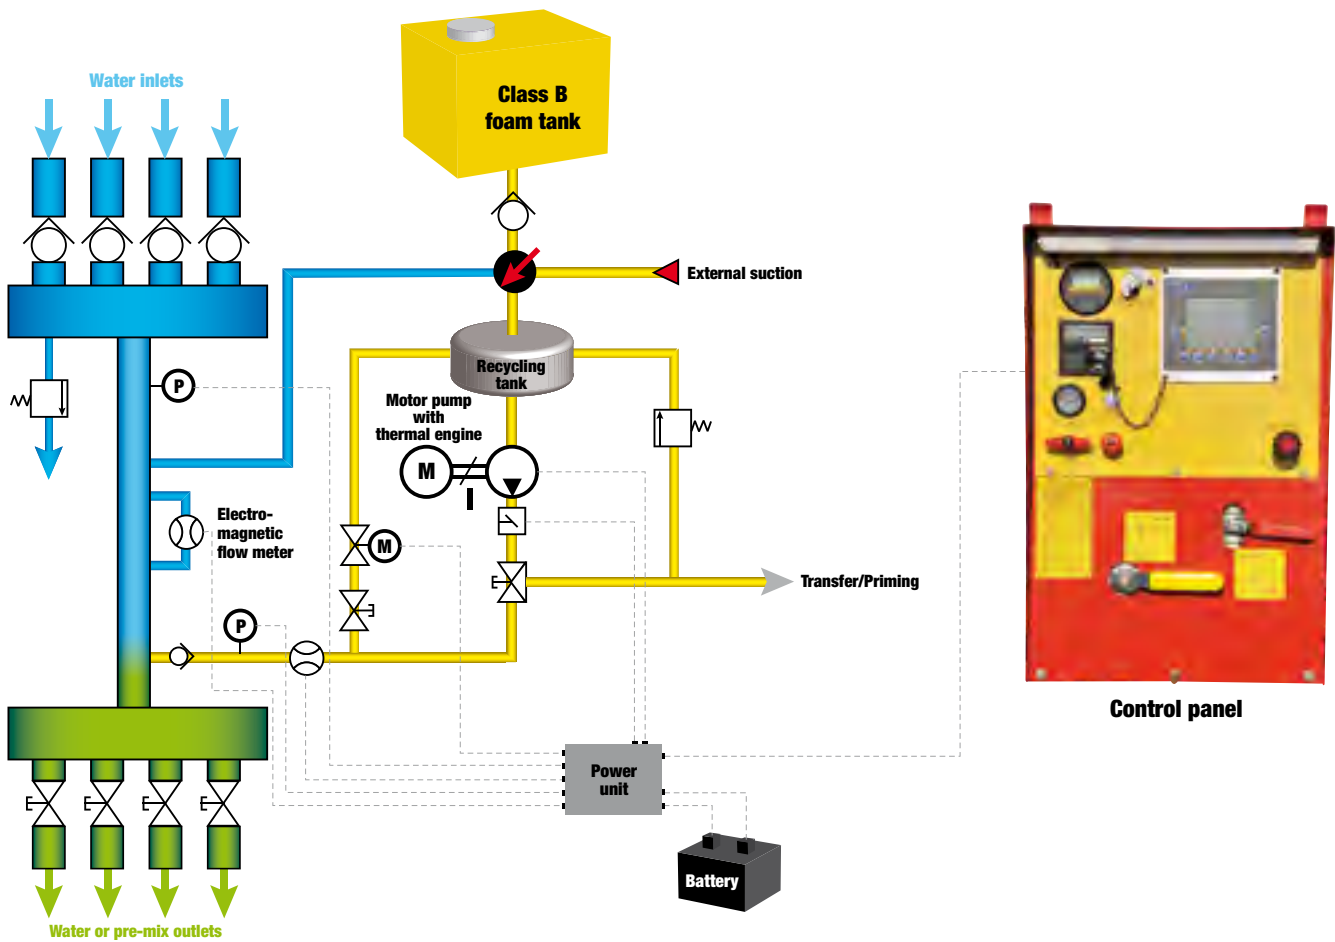 Water inlets
Class B
foam tank
External suction
Recycling
tank
P
Motor pump
with
thermal engine
M
Electro-
magnetic
flow meter
M
Transfer/Priming
P
Control panel
Power
unit
Battery
Water or pre-mix outlets